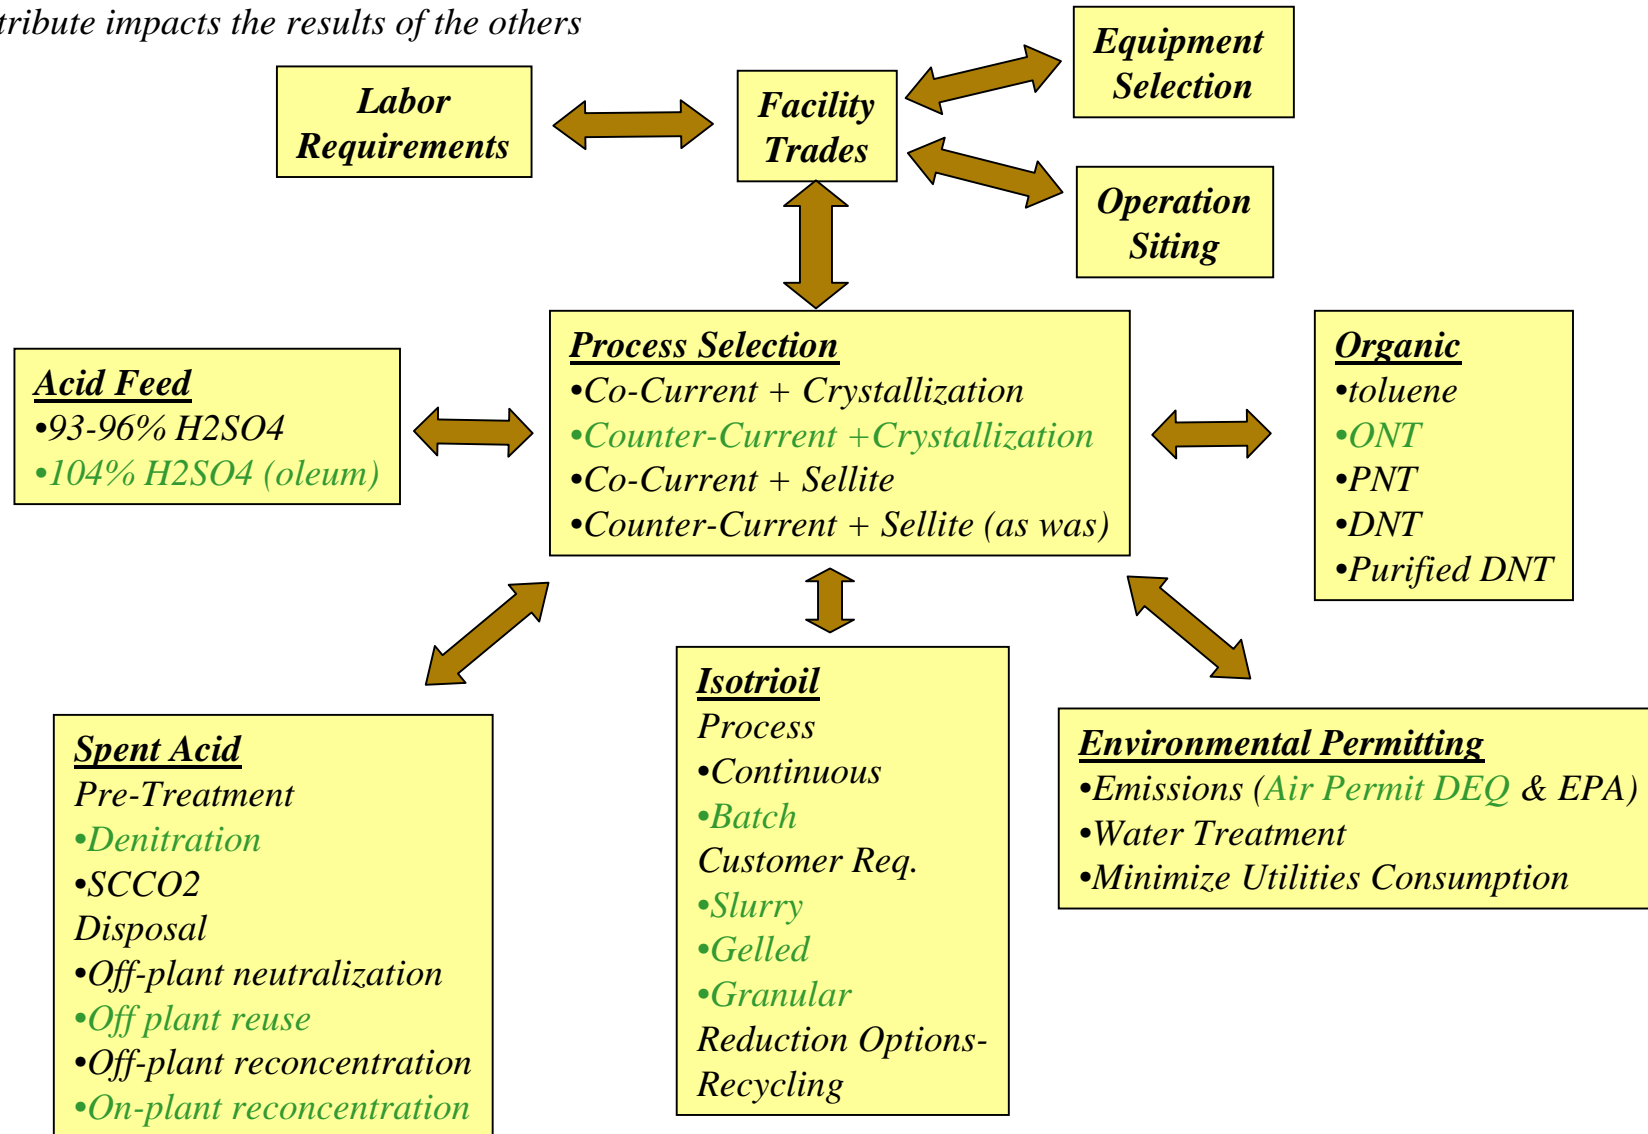 tribute impacts the results of the others
Labor
Requirements
Facility
Trades
Equipment
Selection
Operation
Siting
Acid Feed
•93-96% H2SO4
•104% H2SO4 (oleum)
Process Selection
•Co-Current + Crystallization
•Counter-Current +Crystallization
•Co-Current + Sellite
•Counter-Current + Sellite (as was)
Organic
•toluene
•ONT
•PNT
•DNT
•Purified DNT
Spent Acid
Pre-Treatment
•Denitration
•SCCO2
Disposal
•Off-plant neutralization
•Off plant reuse
•Off-plant reconcentration
•On-plant reconcentration
Isotrioil
Process
•Continuous
•Batch
Customer Req.
•Slurry
•Gelled
•Granular
Reduction Options-
Recycling
Environmental Permitting
•Emissions (Air Permit DEQ & EPA)
•Water Treatment
•Minimize Utilities Consumption